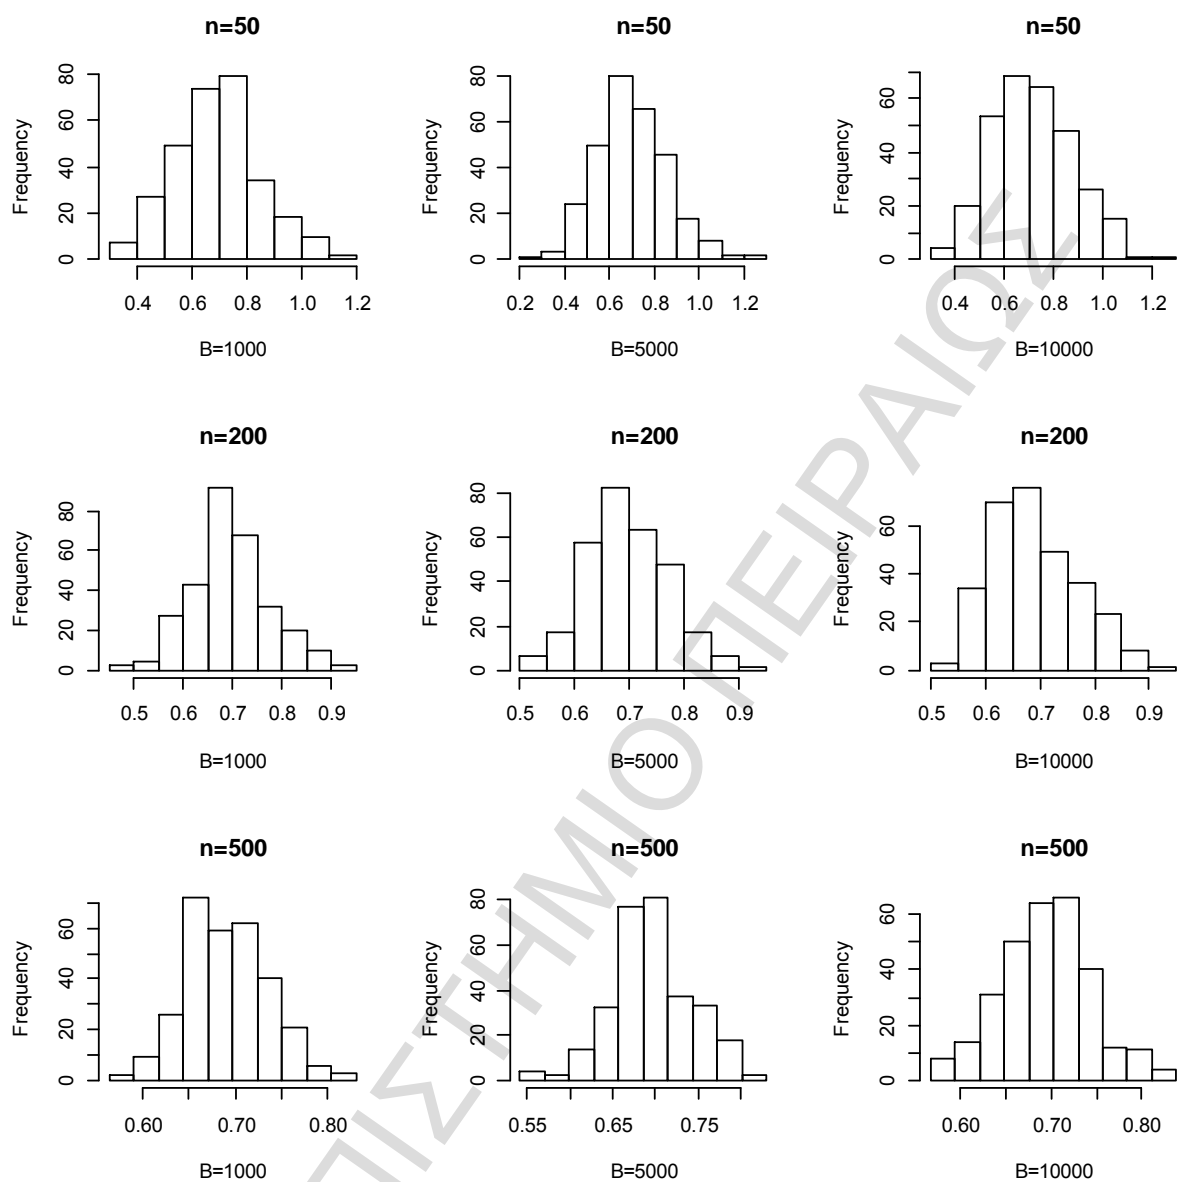 n=50 n=50 n=50
Frequency 0 20 40 60 80
0.4 0.6 0.8 1.0 1.2
B=1000
Frequency 0 20 40 60 80
0.2 0.4 0.6 0.8 1.0 1.2
B=5000
Frequency 0 20 40 60
0.4 0.6 0.8 1.0 1.2
B=10000
n=200 n=200 n=200
Frequency 0 20 40 60 80
0.5 0.6 0.7 0.8 0.9
B=1000
Frequency 0 20 40 60 80
0.5 0.6 0.7 0.8 0.9
B=5000
Frequency 0 20 40 60
0.5 0.6 0.7 0.8 0.9
B=10000
n=500 n=500 n=500
Frequency 0 20 40 60
0.60 0.70 0.80
B=1000
Frequency 0 20 40 60 80
0.55 0.65 0.75
B=5000
Frequency 0 20 40 60
0.60 0.70 0.80
B=10000
ΠΙΣΤΗΜΙΟ ΠΕΙΡΑΙΩΣ